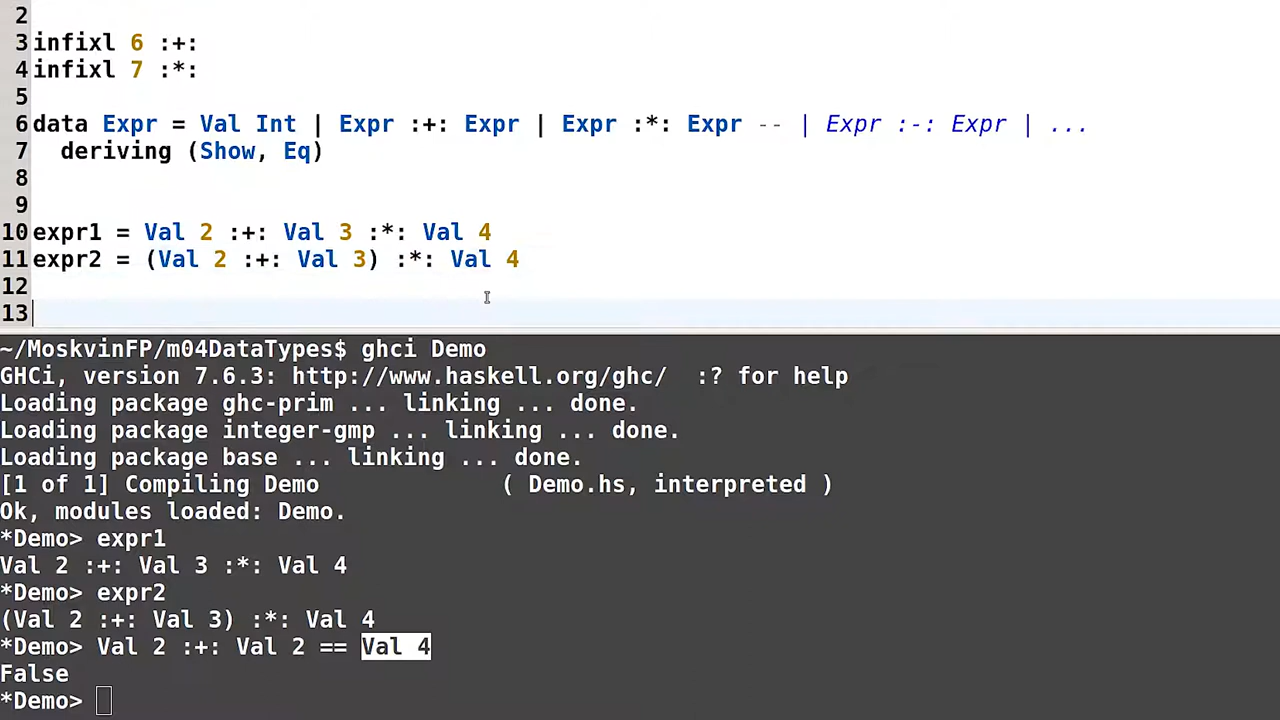 2
3 infixl 6 :+:
4 infixl 7 :*:
5
6 data Expr = Val Int | Expr :+: Expr | Expr :*: Expr -- | Expr :-: Expr | ...
7   deriving (Show, Eq)
8
9
10 expr1 = Val 2 :+: Val 3 :*: Val 4
11 expr2 = (Val 2 :+: Val 3) :*: Val 4
12
13
~/MoskvinFP/m04DataTypes$ ghci Demo
GHCi, version 7.6.3: http://www.haskell.org/ghc/  :? for help
Loading package ghc-prim ... linking ... done.
Loading package integer-gmp ... linking ... done.
Loading package base ... linking ... done.
[1 of 1] Compiling Demo             ( Demo.hs, interpreted )
Ok, modules loaded: Demo.
*Demo> expr1
Val 2 :+: Val 3 :*: Val 4
*Demo> expr2
(Val 2 :+: Val 3) :*: Val 4
*Demo> Val 2 :+: Val 2 == Val 4
False
*Demo>